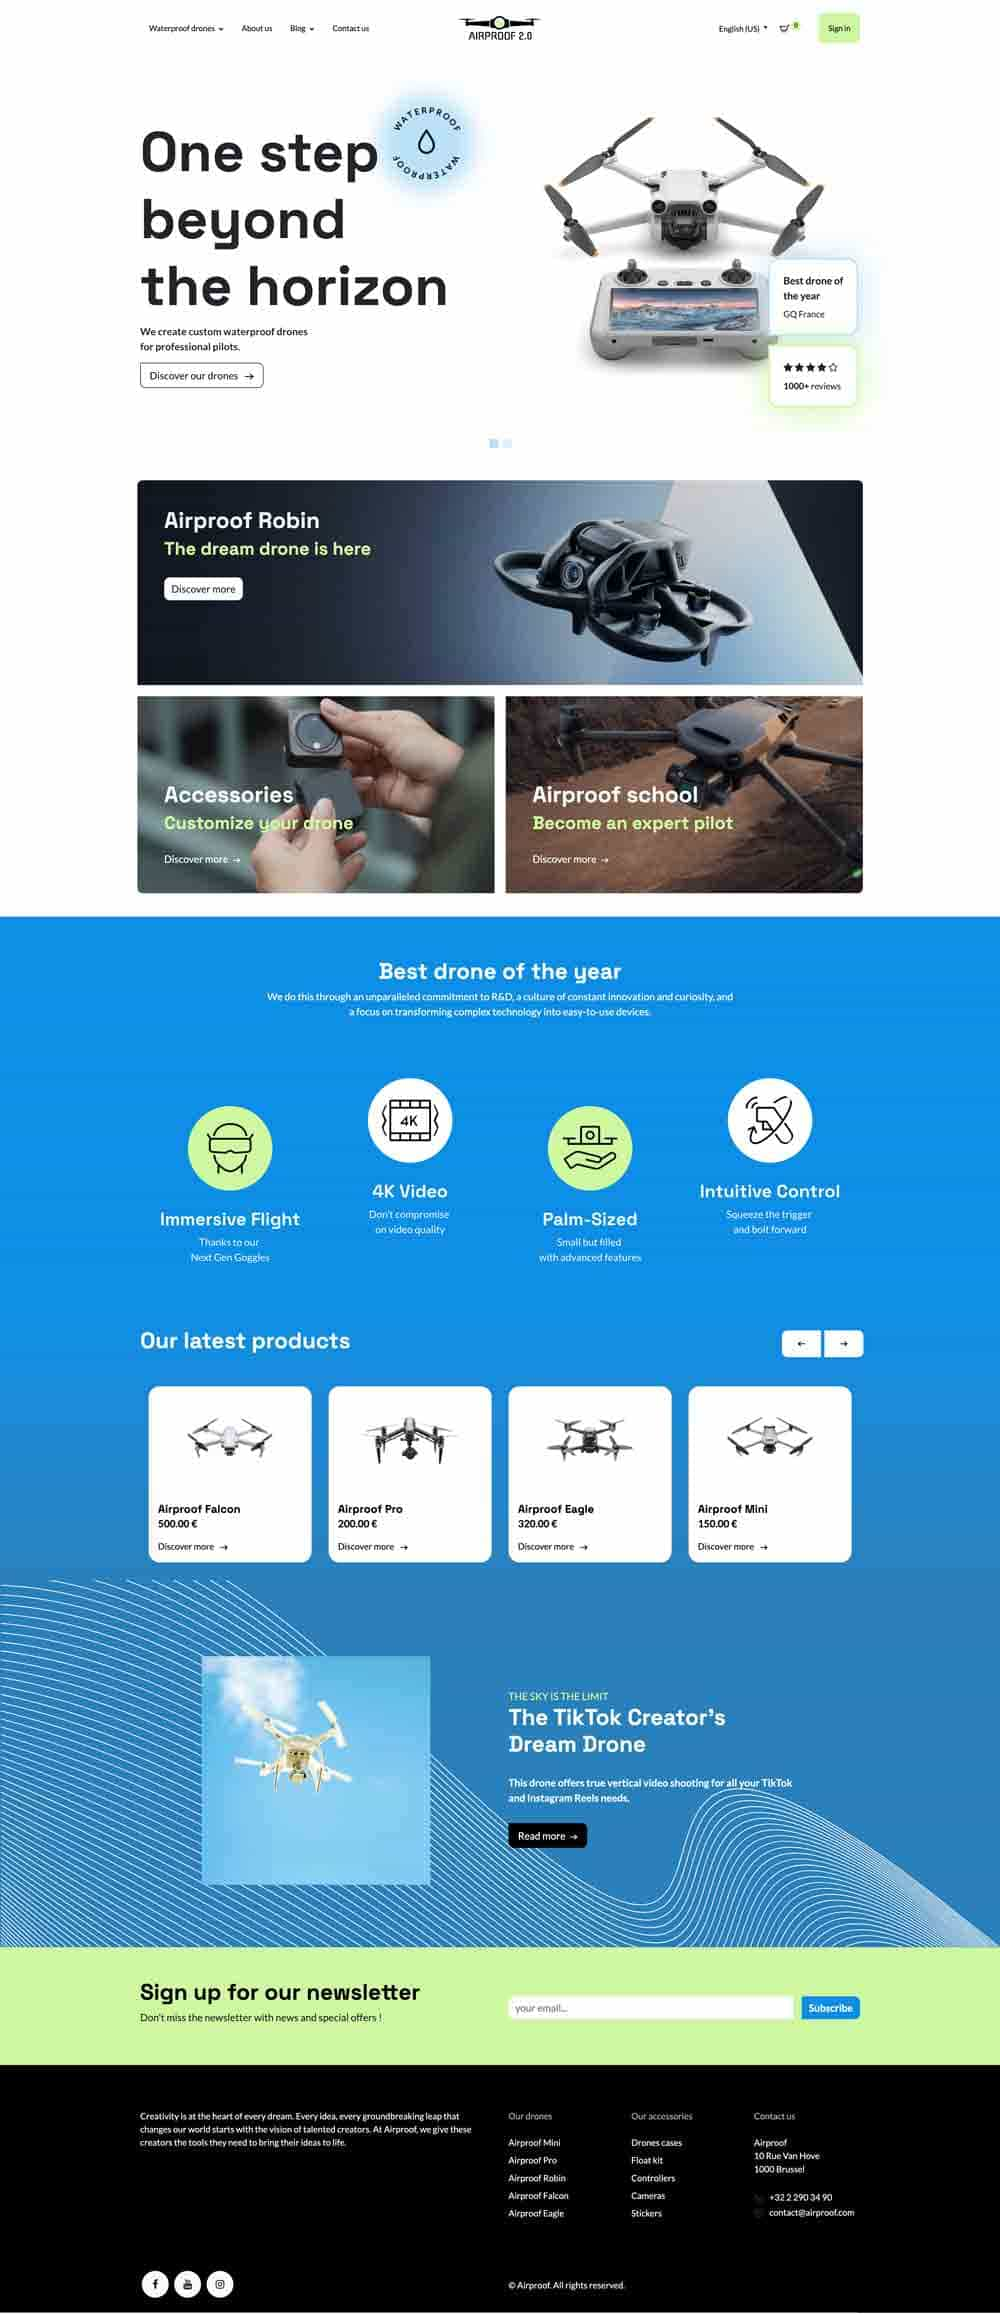 Waterproof drones
About us
Blog
Contact us
AIRPROOF 2.0
English (US)
0
Sign in
WATERPROOF
WATERPROOF
One step
beyond
the horizon
We create custom waterproof drones
for professional pilots.
Discover our drones →
Best drone of
the year
GQ France
1000+ reviews
Airproof Robin
The dream drone is here
Discover more
Accessories
Customize your drone
Discover more →
Airproof school
Become an expert pilot
Discover more →
Best drone of the year
We do this through an unparalleled commitment to R&D, a culture of constant innovation and curiosity, and
a focus on transforming complex technology into easy-to-use devices.
Immersive Flight
Thanks to our
Next Gen Goggles
4K
4K Video
Don't compromise
on video quality
Palm-Sized
Small but filled
with advanced features
Intuitive Control
Squeeze the trigger
and bolt forward
Our latest products
← →
Airproof Falcon
500.00 €
Discover more →
Airproof Pro
200.00 €
Discover more →
Airproof Eagle
320.00 €
Discover more →
Airproof Mini
150.00 €
Discover more →
THE SKY IS THE LIMIT
The TikTok Creator's
Dream Drone
This drone offers true vertical video shooting for all your TikTok
and Instagram Reels needs.
Read more →
Sign up for our newsletter
Don't miss the newsletter with news and special offers !
your email...
Subscribe
Creativity is at the heart of every dream. Every idea, every groundbreaking leap that
changes our world starts with the vision of talented creators. At Airproof, we give these
creators the tools they need to bring their ideas to life.
Our drones
Airproof Mini
Airproof Pro
Airproof Robin
Airproof Falcon
Airproof Eagle
Our accessories
Drones cases
Float kit
Controllers
Cameras
Stickers
Contact us
Airproof
10 Rue Van Hove
1000 Brussel
+32 2 290 34 90
contact@airproof.com
© Airproof. All rights reserved.